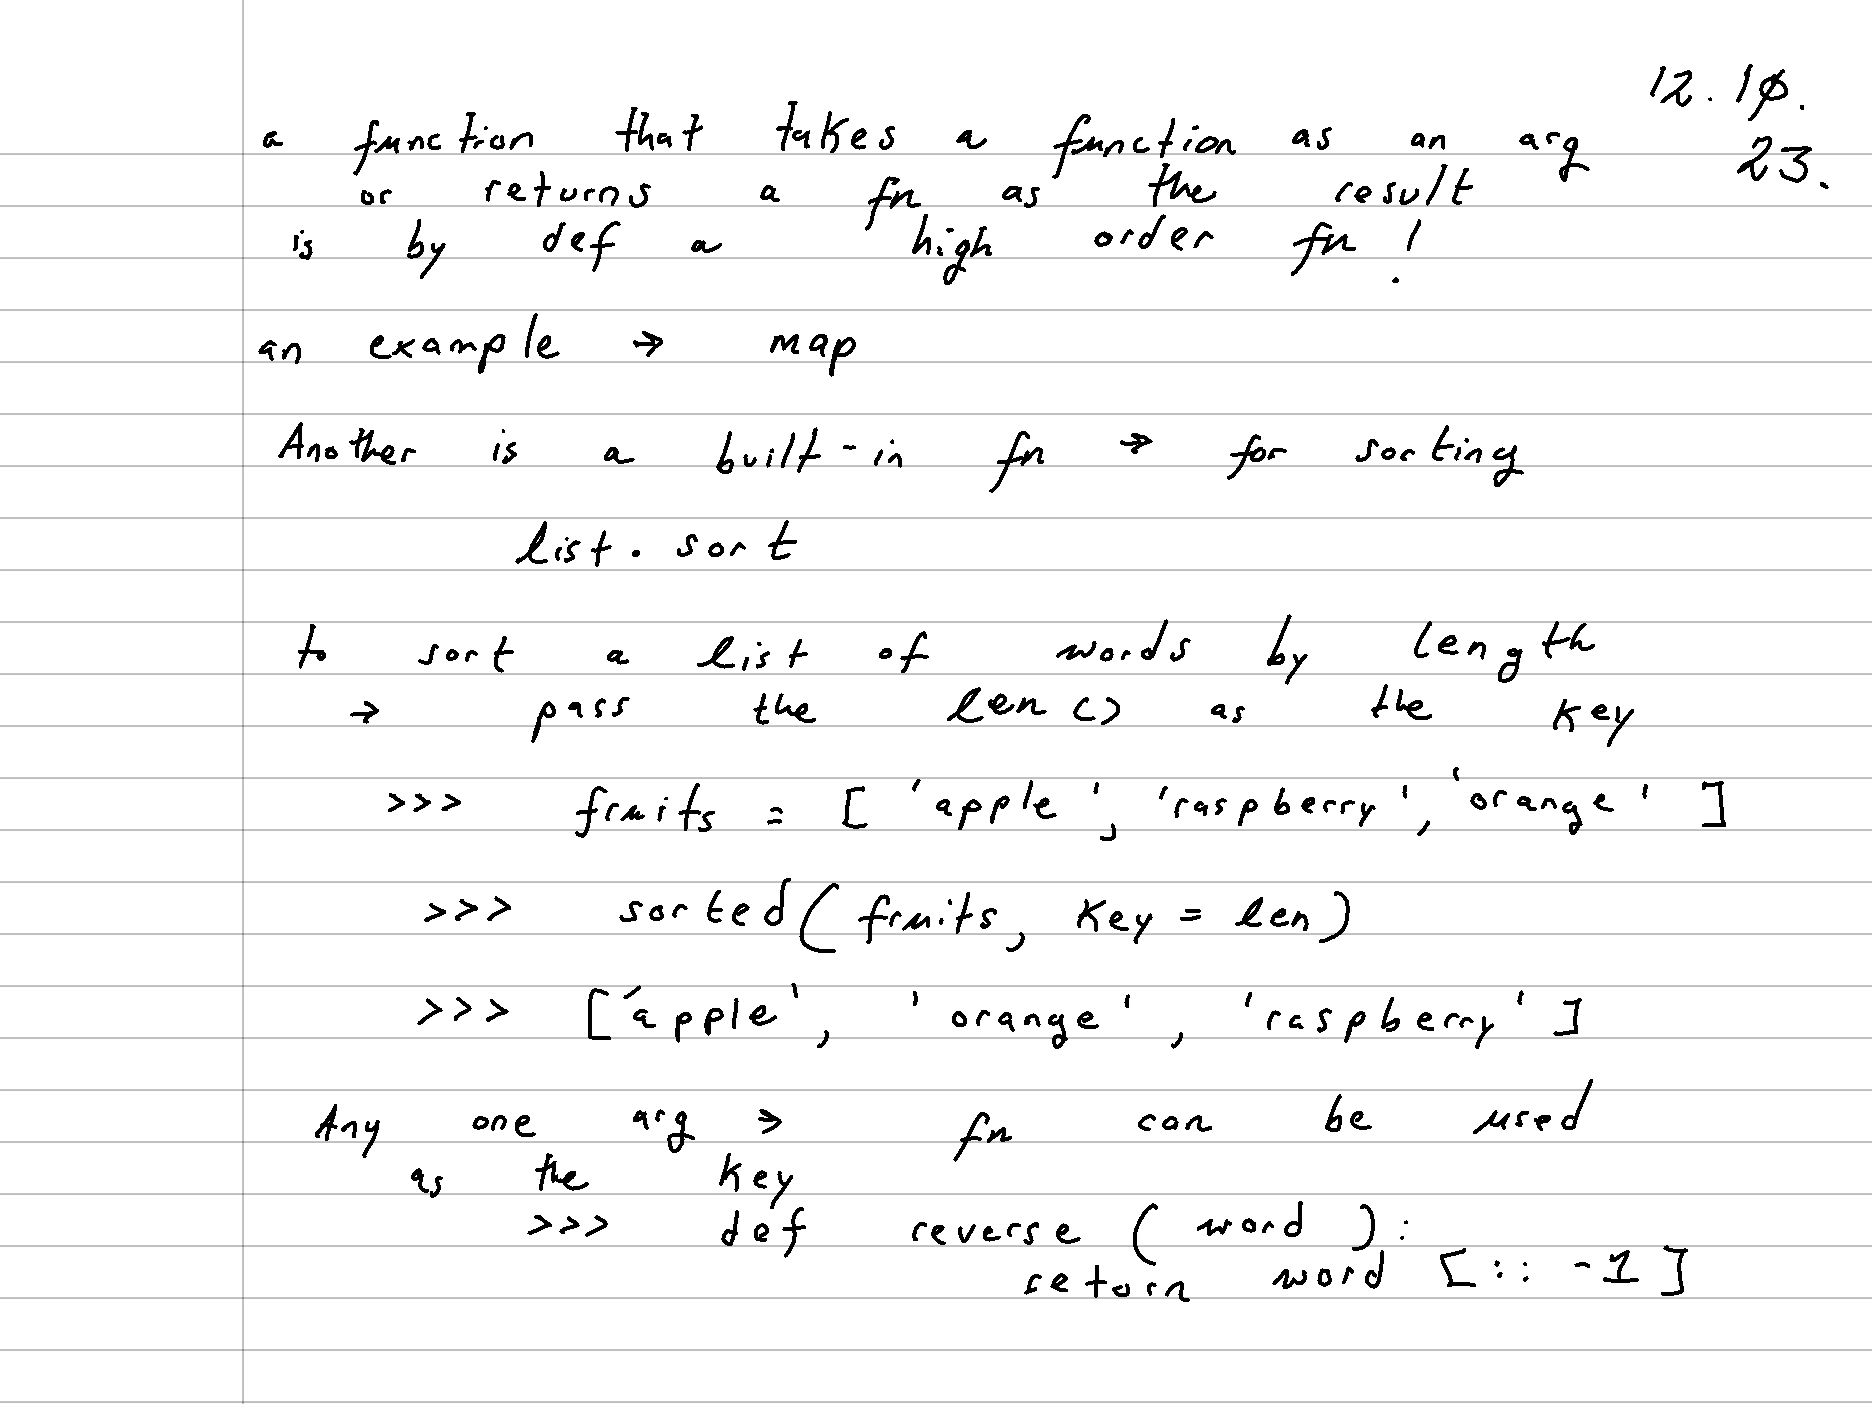 12.10.
23.
a function that takes a function as an arg
or returns a fn as the result
is by def a high order fn!
an example → map
Another is a built-in fn → for sorting
list.sort
to sort a list of words by length
→ pass the len() as the key
>>> fruits = ['apple', 'raspberry', 'orange']
>>> sorted(fruits, key = len)
>>> ['apple', 'orange', 'raspberry']
Any one arg → fn can be used
as the key
>>> def reverse (word):
return word [:: -1]